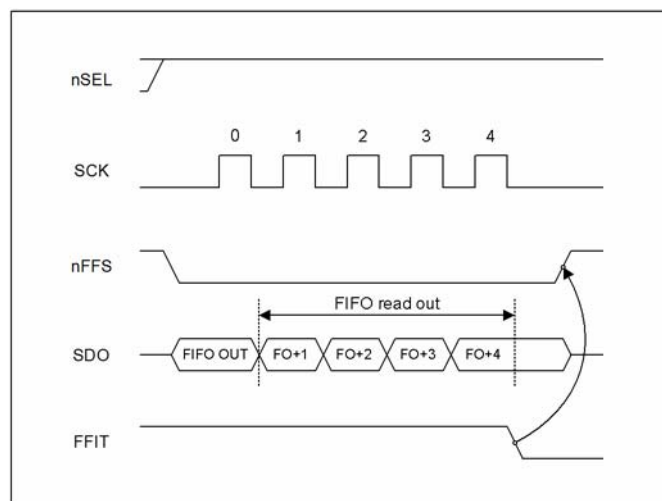 nSEL
0 1 2 3 4
SCK
nFFS
FIFO read out
SDO
FIFO OUT FO+1 FO+2 FO+3 FO+4
FFIT